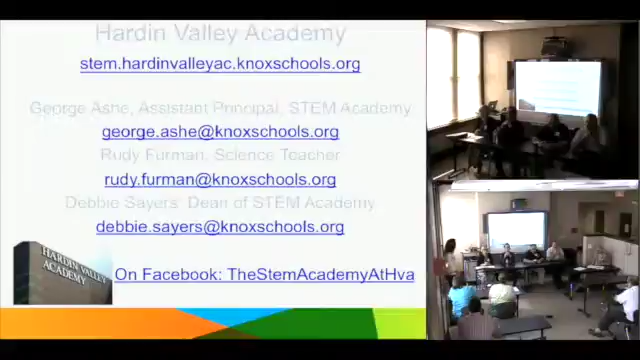 Hardin Valley Academy
stem.hardinvalleyac.knoxschools.org
George Ashe, Assistant Principal, STEM Academy
george.ashe@knoxschools.org
Rudy Furman, Science Teacher
rudy.furman@knoxschools.org
Debbie Sayers, Dean of STEM Academy
debbie.sayers@knoxschools.org
HARDIN VALLEY
ACADEMY
On Facebook: TheStemAcademyAtHva